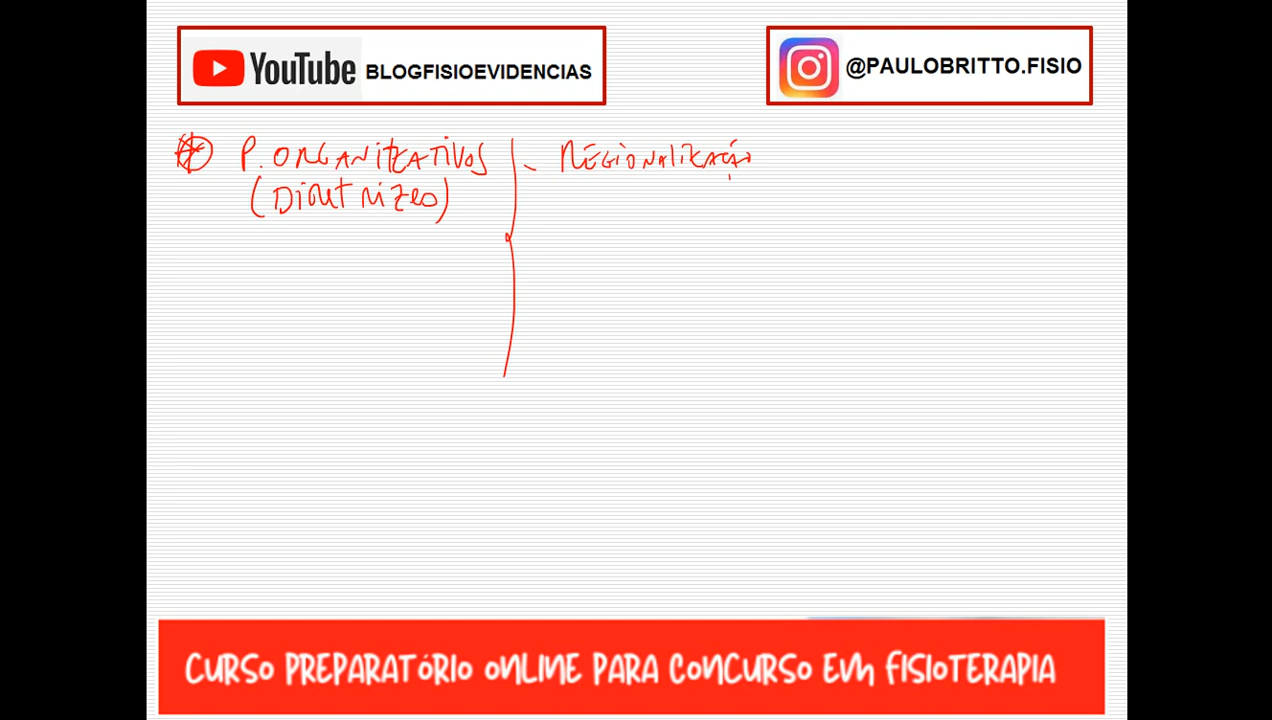 YouTube BLOGFISIOEVIDENCIAS
@PAULOBRITTO.FISIO
P. ORGANIZATIVOS - REGIONALIZAÇÃO
(DIRETRIZES)
CURSO PREPARATÓRIO ONLINE PARA CONCURSO EM FISIOTERAPIA